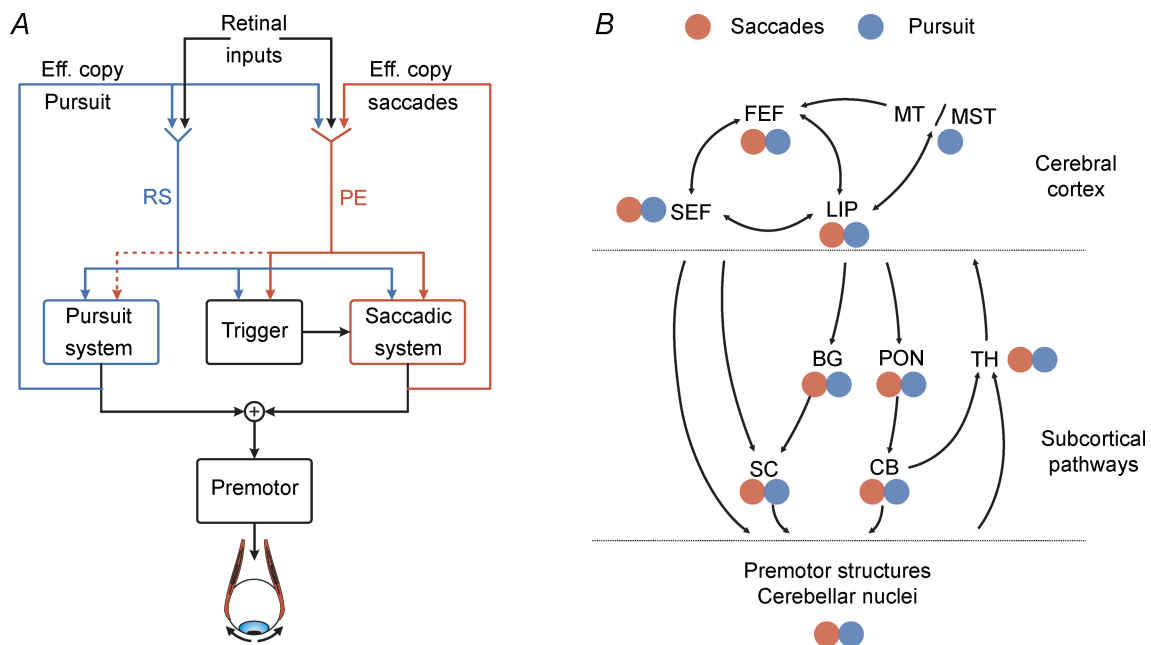 A
Retinal
inputs
Eff. copy
Pursuit
Eff. copy
saccades
RS
PE
Pursuit
system
Trigger
Saccadic
system
+
Premotor
B
Saccades
Pursuit
FEF
MT / MST
SEF
LIP
Cerebral
cortex
BG
PON
TH
SC
CB
Subcortical
pathways
Premotor structures
Cerebellar nuclei